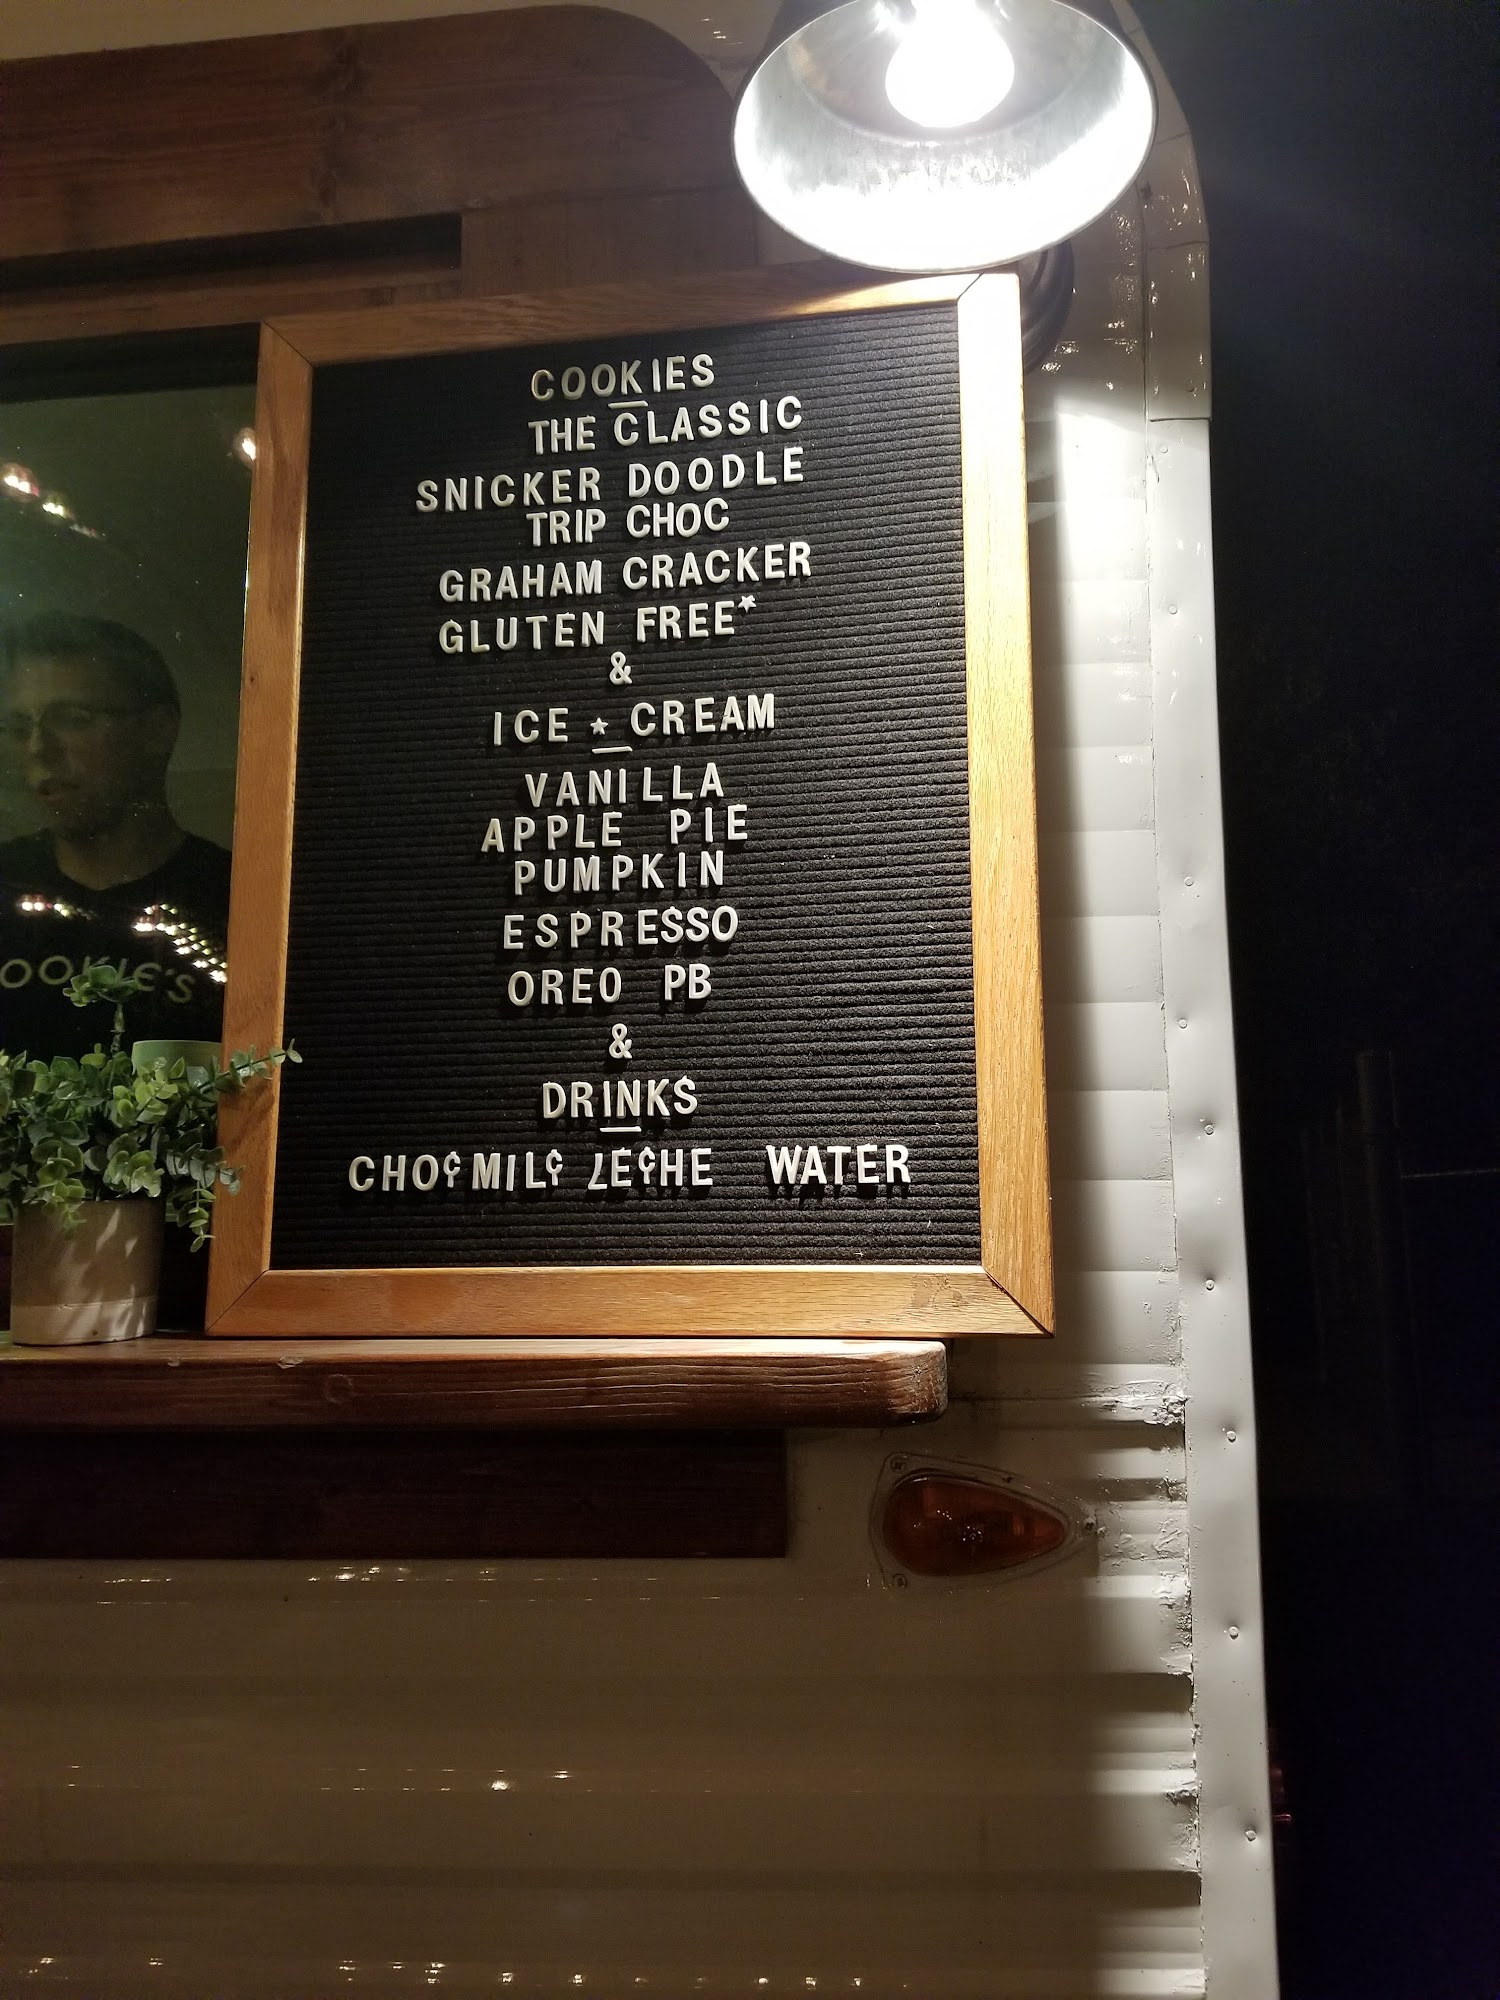 COOKIES
THE CLASSIC
SNICKER DOODLE
TRIP CHOC
GRAHAM CRACKER
GLUTEN FREE*
&
ICE ★ CREAM
VANILLA
APPLE PIE
PUMPKIN
ESPRESSO
OREO PB
&
DRINKS
CHO¢ MIL¢ LE¢HE WATER
OOKIE'S